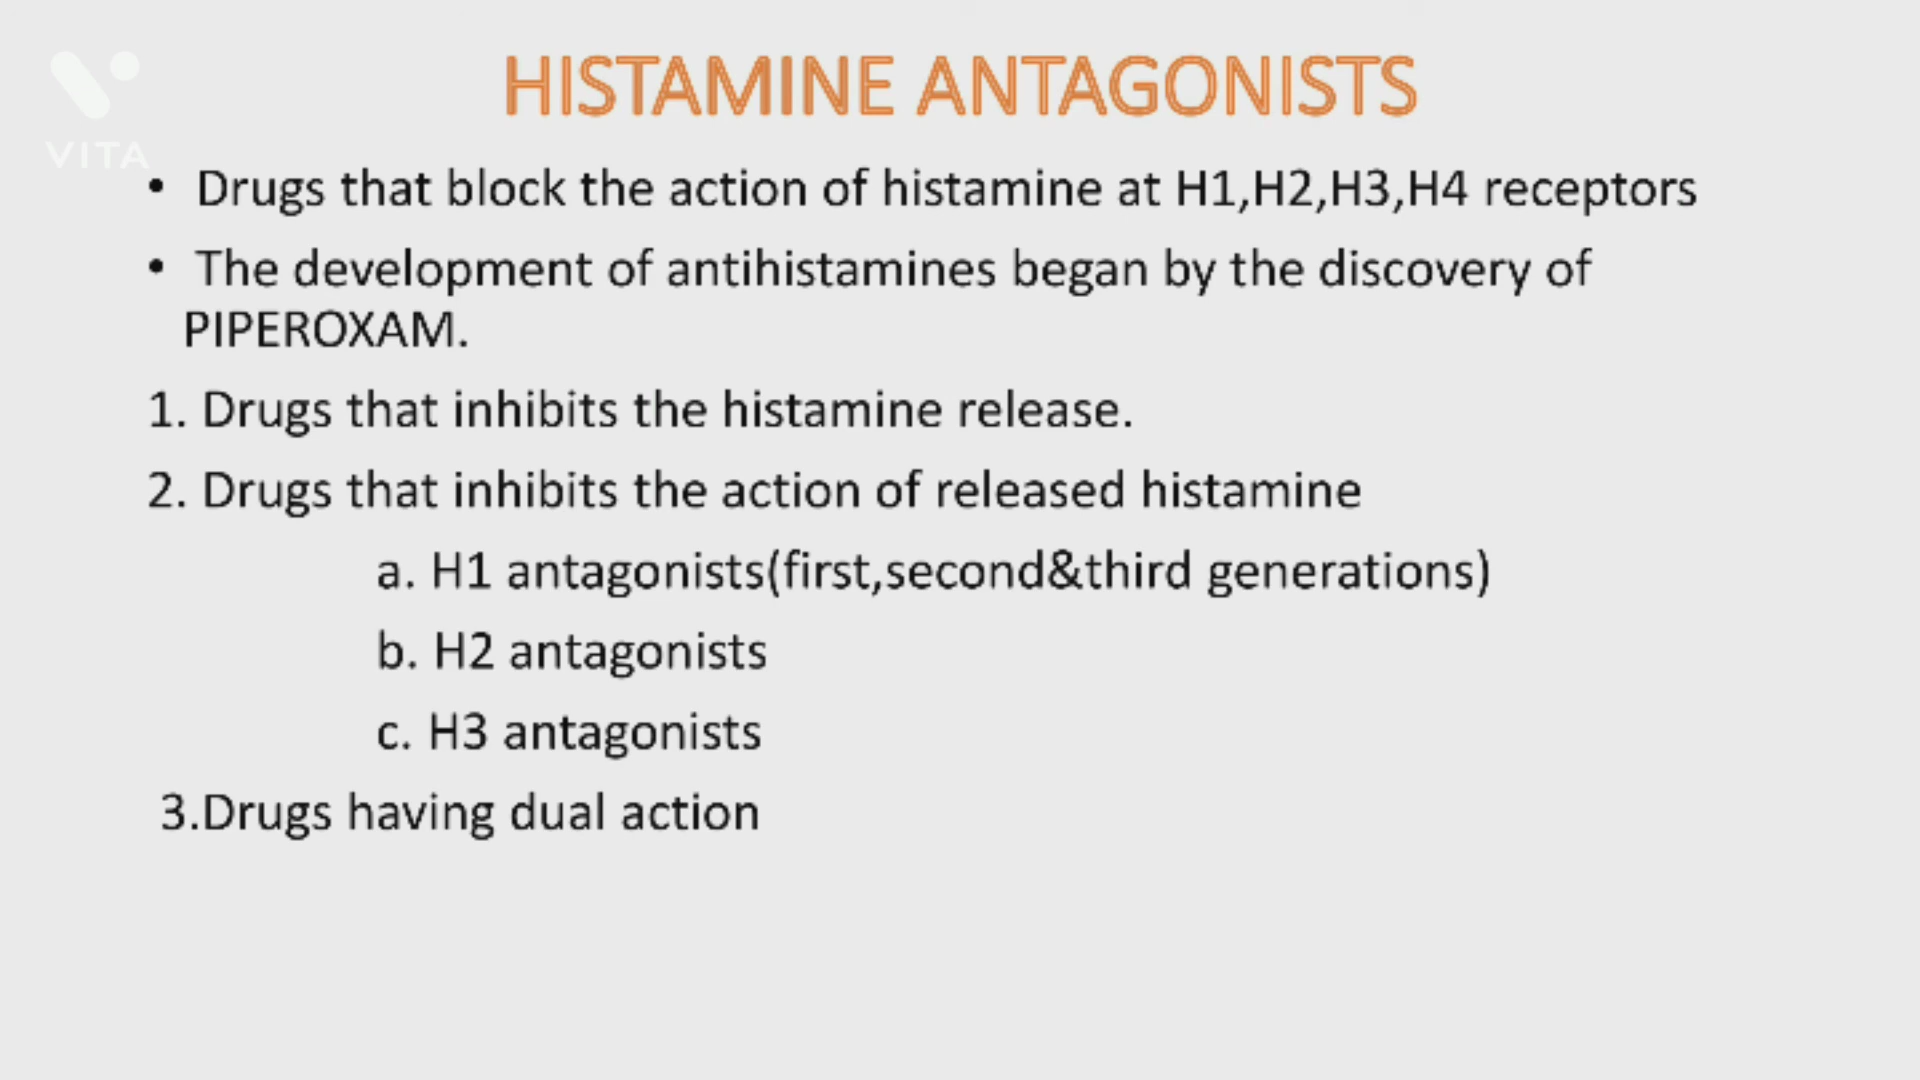 HISTAMINE ANTAGONISTS
VITA
• Drugs that block the action of histamine at H1,H2,H3,H4 receptors
• The development of antihistamines began by the discovery of
PIPEROXAM.
1. Drugs that inhibits the histamine release.
2. Drugs that inhibits the action of released histamine
a. H1 antagonists(first,second&third generations)
b. H2 antagonists
c. H3 antagonists
3.Drugs having dual action